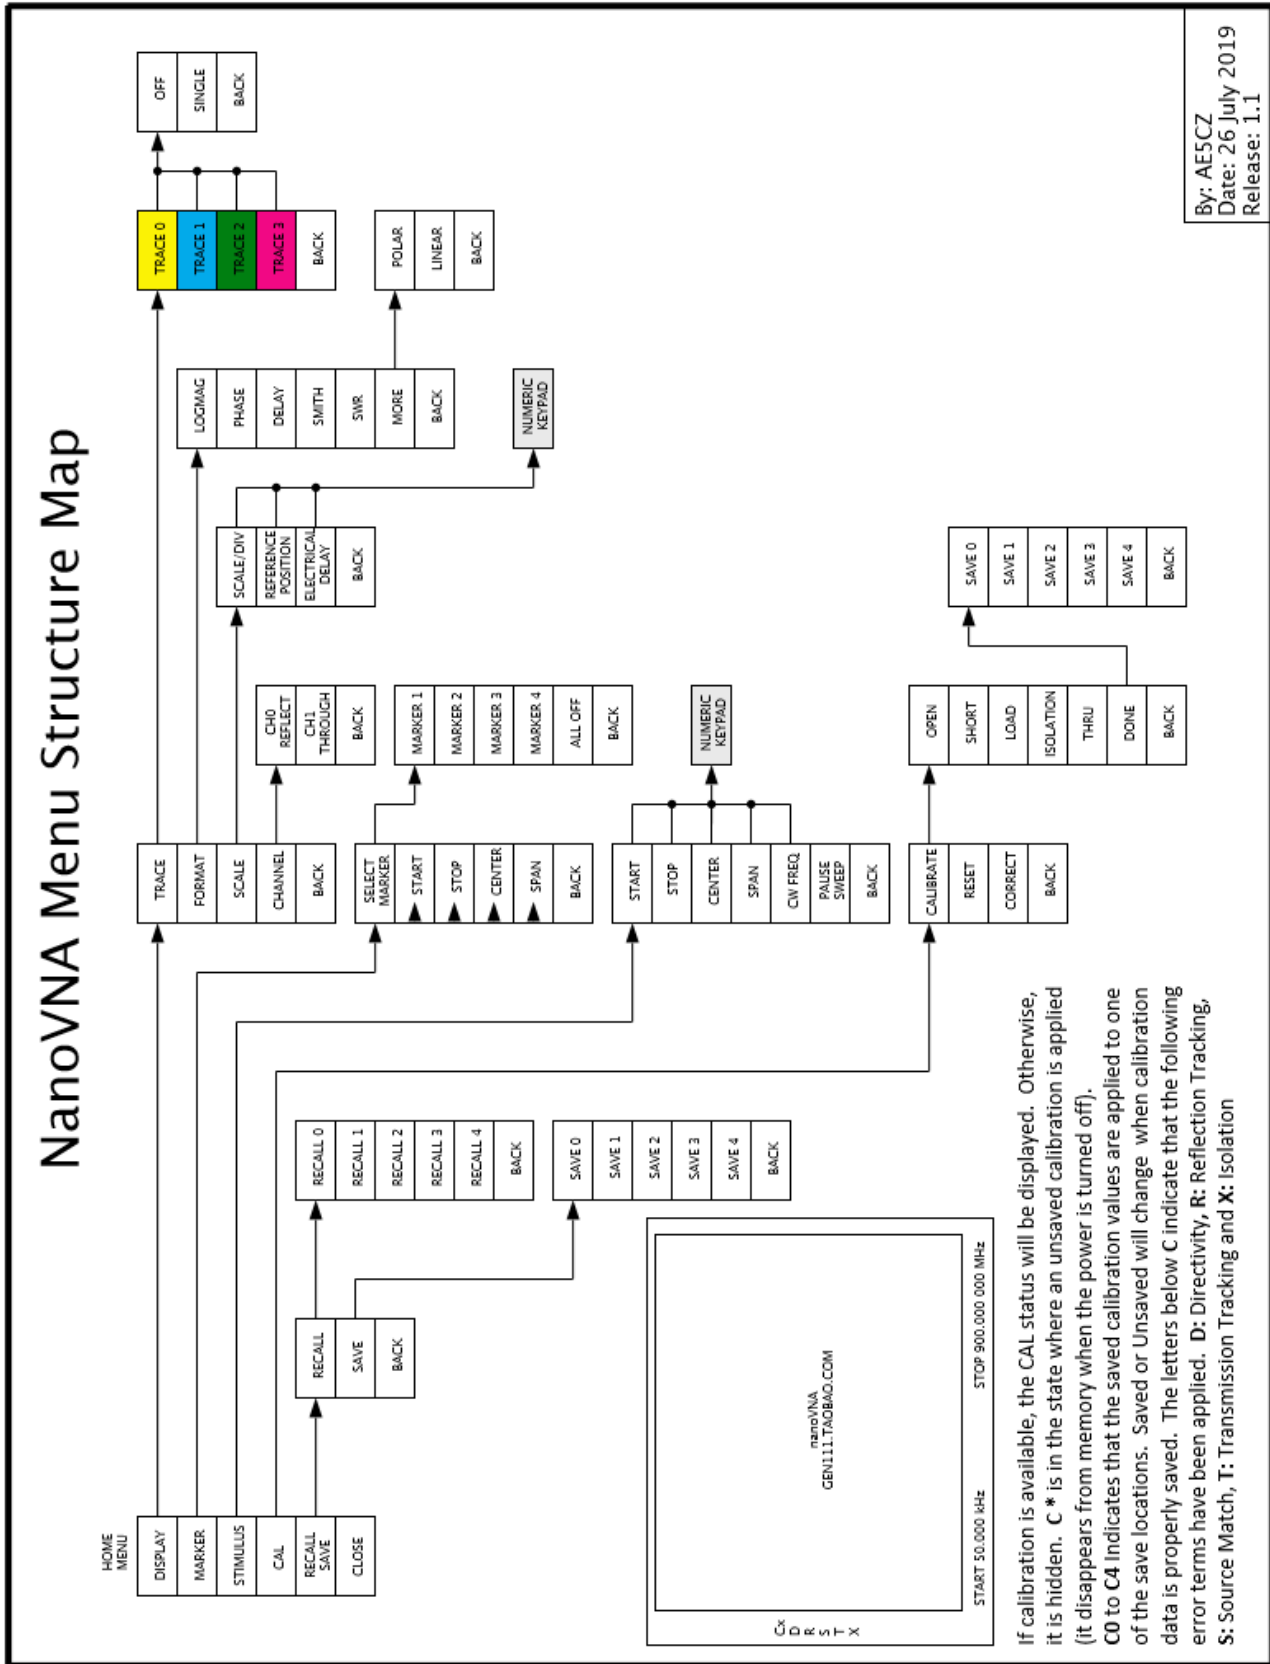 NanoVNA Menu Structure Map
HOME
MENU
DISPLAY
MARKER
STIMULUS
CAL
RECALL
SAVE
CLOSE
RECALL
SAVE
BACK
RECALL 0
RECALL 1
RECALL 2
RECALL 3
RECALL 4
BACK
SAVE 0
SAVE 1
SAVE 2
SAVE 3
SAVE 4
BACK
TRACE
FORMAT
SCALE
CHANNEL
BACK
SELECT
MARKER
▶ START
▶ STOP
▶ CENTER
▶ SPAN
BACK
START
STOP
CENTER
SPAN
CW FREQ
PAUSE
SWEEP
BACK
CALIBRATE
RESET
CORRECT
BACK
CH0
REFLECT
CH1
THROUGH
BACK
MARKER 1
MARKER 2
MARKER 3
MARKER 4
ALL OFF
BACK
NUMERIC
KEYPAD
OPEN
SHORT
LOAD
ISOLATION
THRU
DONE
BACK
SCALE/DIV
REFERENCE
POSITION
ELECTRICAL
DELAY
BACK
NUMERIC
KEYPAD
SAVE 0
SAVE 1
SAVE 2
SAVE 3
SAVE 4
BACK
LOGMAG
PHASE
DELAY
SMITH
SWR
MORE
BACK
TRACE 0
TRACE 1
TRACE 2
TRACE 3
BACK
POLAR
LINEAR
BACK
OFF
SINGLE
BACK
Cx
D
R
S
T
X
nanoVNA
GEN111.TAOBAO.COM
START 50.000 kHz STOP 900.000 000 MHz
If calibration is available, the CAL status will be displayed. Otherwise,
it is hidden. C * is in the state where an unsaved calibration is applied
(it disappears from memory when the power is turned off).
C0 to C4 Indicates that the saved calibration values are applied to one
of the save locations. Saved or Unsaved will change when calibration
data is properly saved. The letters below C indicate that the following
error terms have been applied. D: Directivity, R: Reflection Tracking,
S: Source Match, T: Transmission Tracking and X: Isolation
By: AE5CZ
Date: 26 July 2019
Release: 1.1